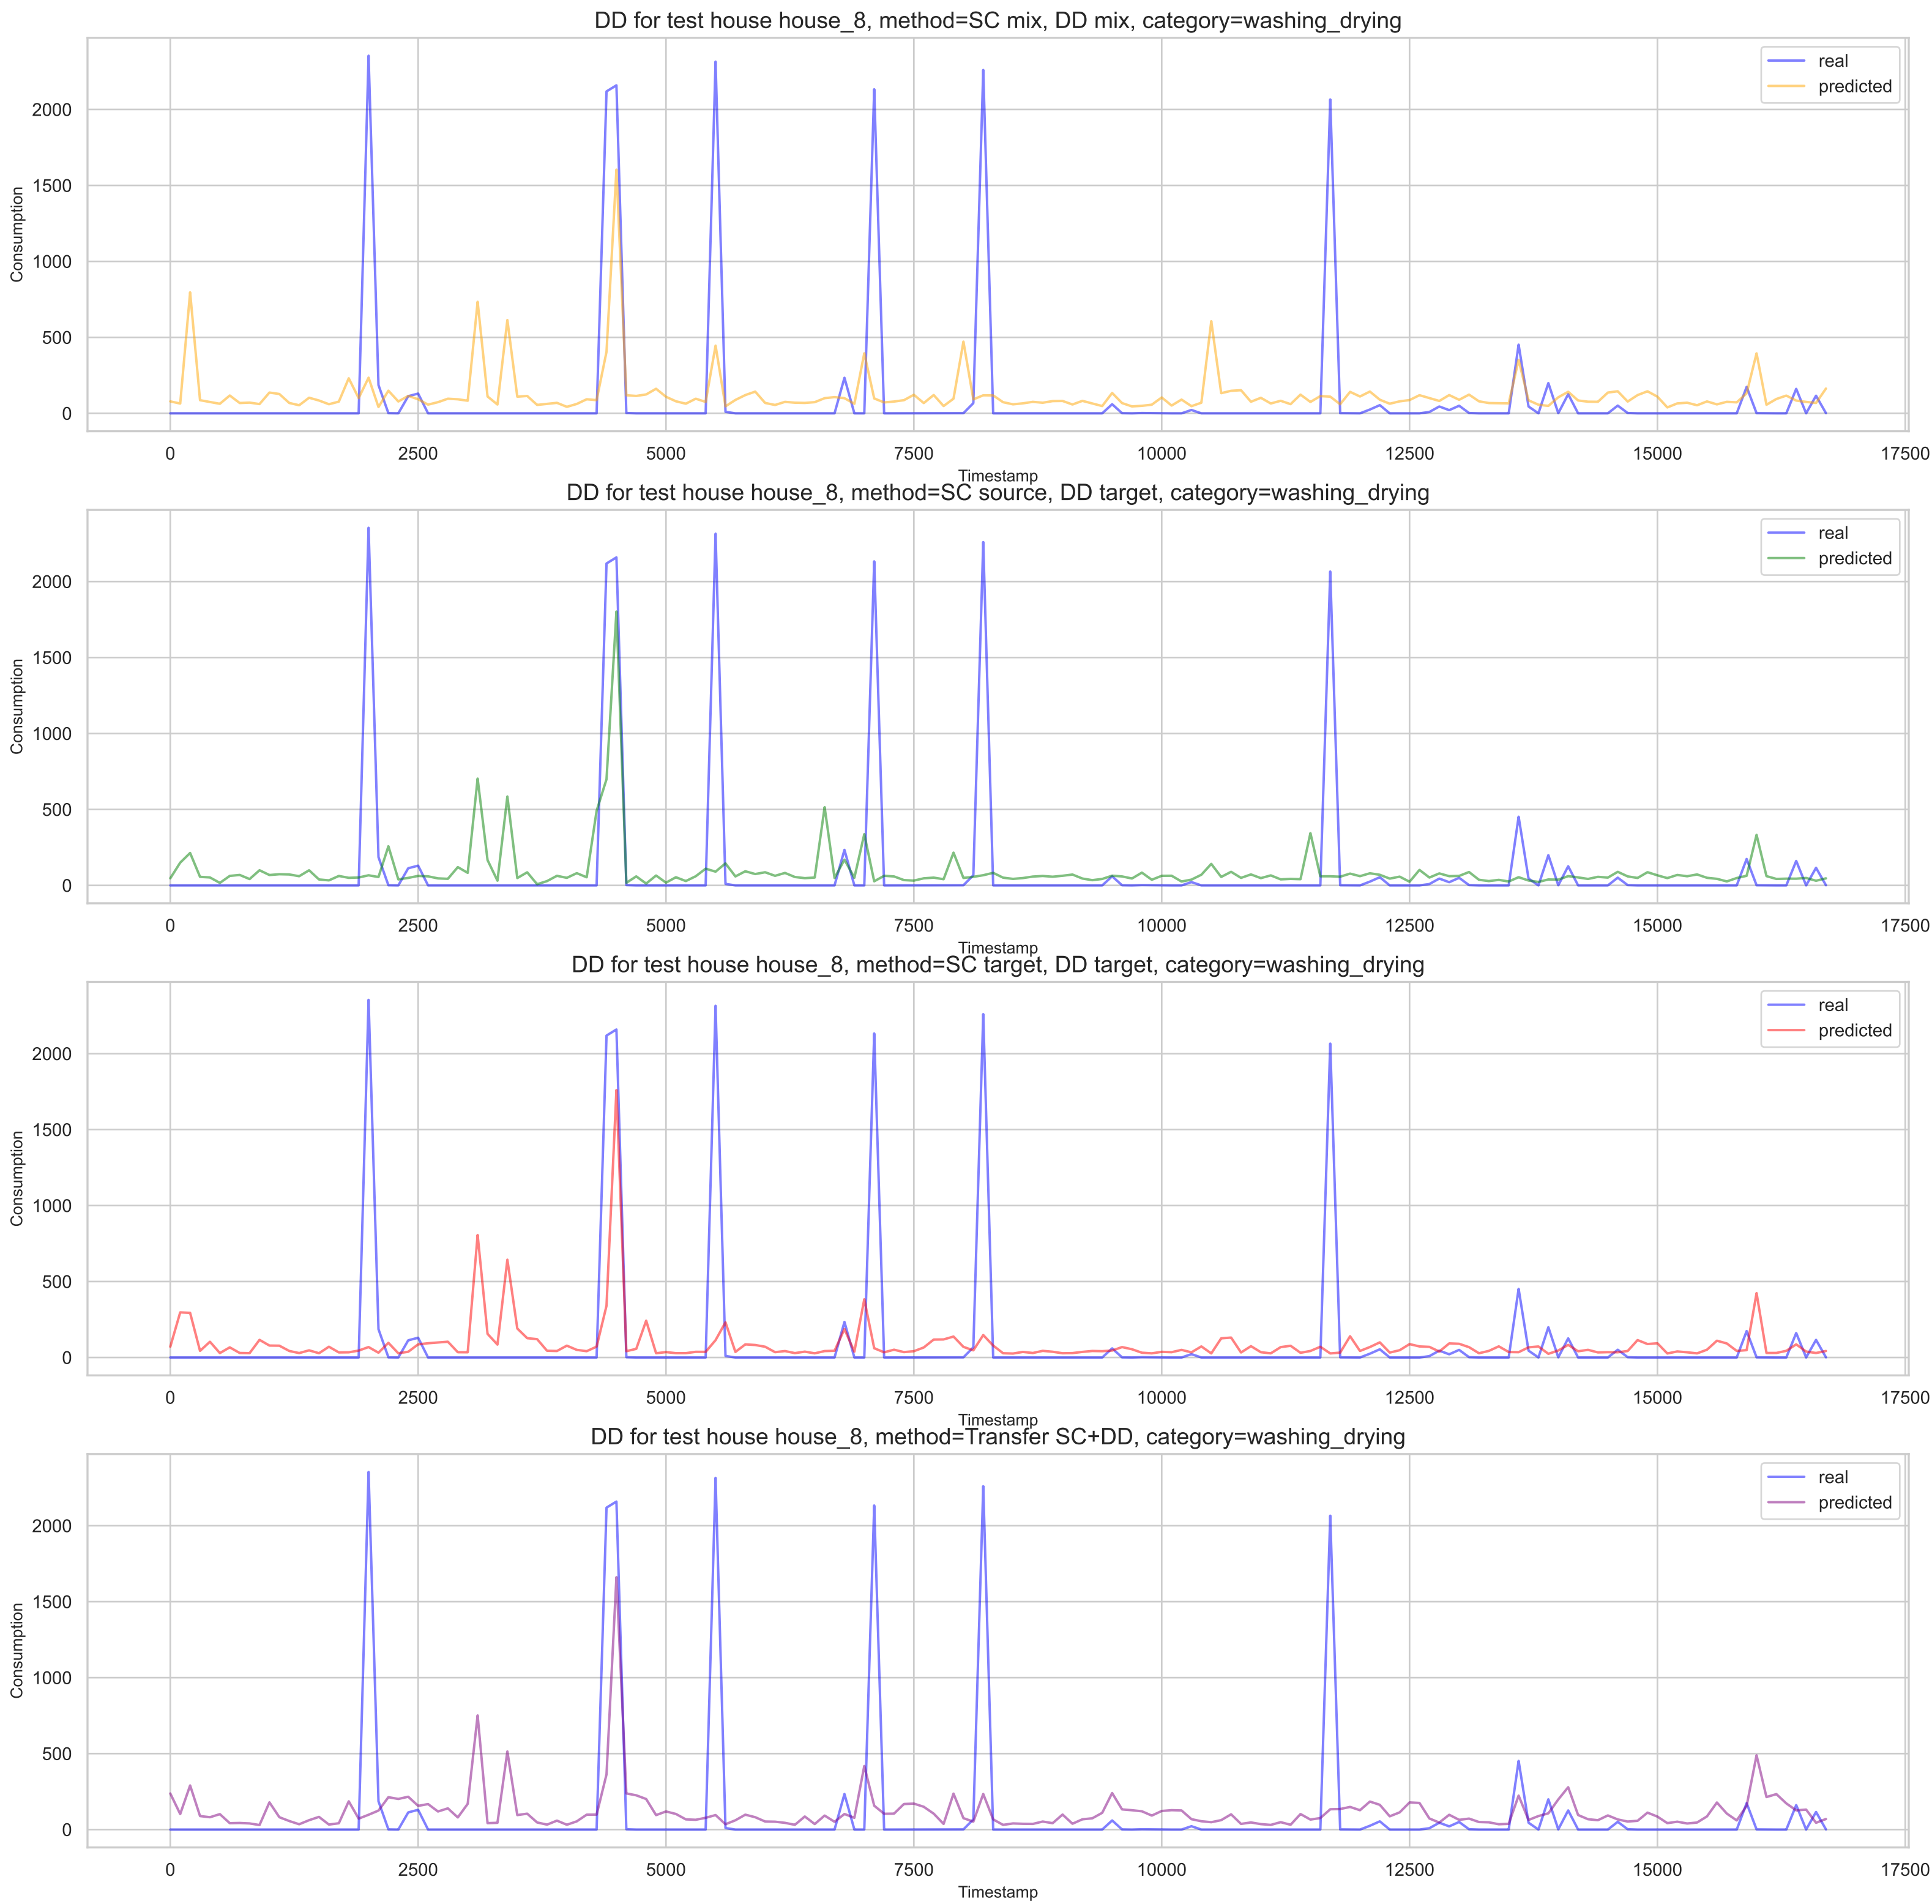 DD for test house house_8, method=SC mix, DD mix, category=washing_drying
real
predicted
2000
1500
1000
500
0
Consumption
0 2500 5000 7500 10000 12500 15000 17500
Timestamp
DD for test house house_8, method=SC source, DD target, category=washing_drying
real
predicted
2000
1500
1000
500
0
Consumption
0 2500 5000 7500 10000 12500 15000 17500
Timestamp
DD for test house house_8, method=SC target, DD target, category=washing_drying
real
predicted
2000
1500
1000
500
0
Consumption
0 2500 5000 7500 10000 12500 15000 17500
Timestamp
DD for test house house_8, method=Transfer SC+DD, category=washing_drying
real
predicted
2000
1500
1000
500
0
Consumption
0 2500 5000 7500 10000 12500 15000 17500
Timestamp